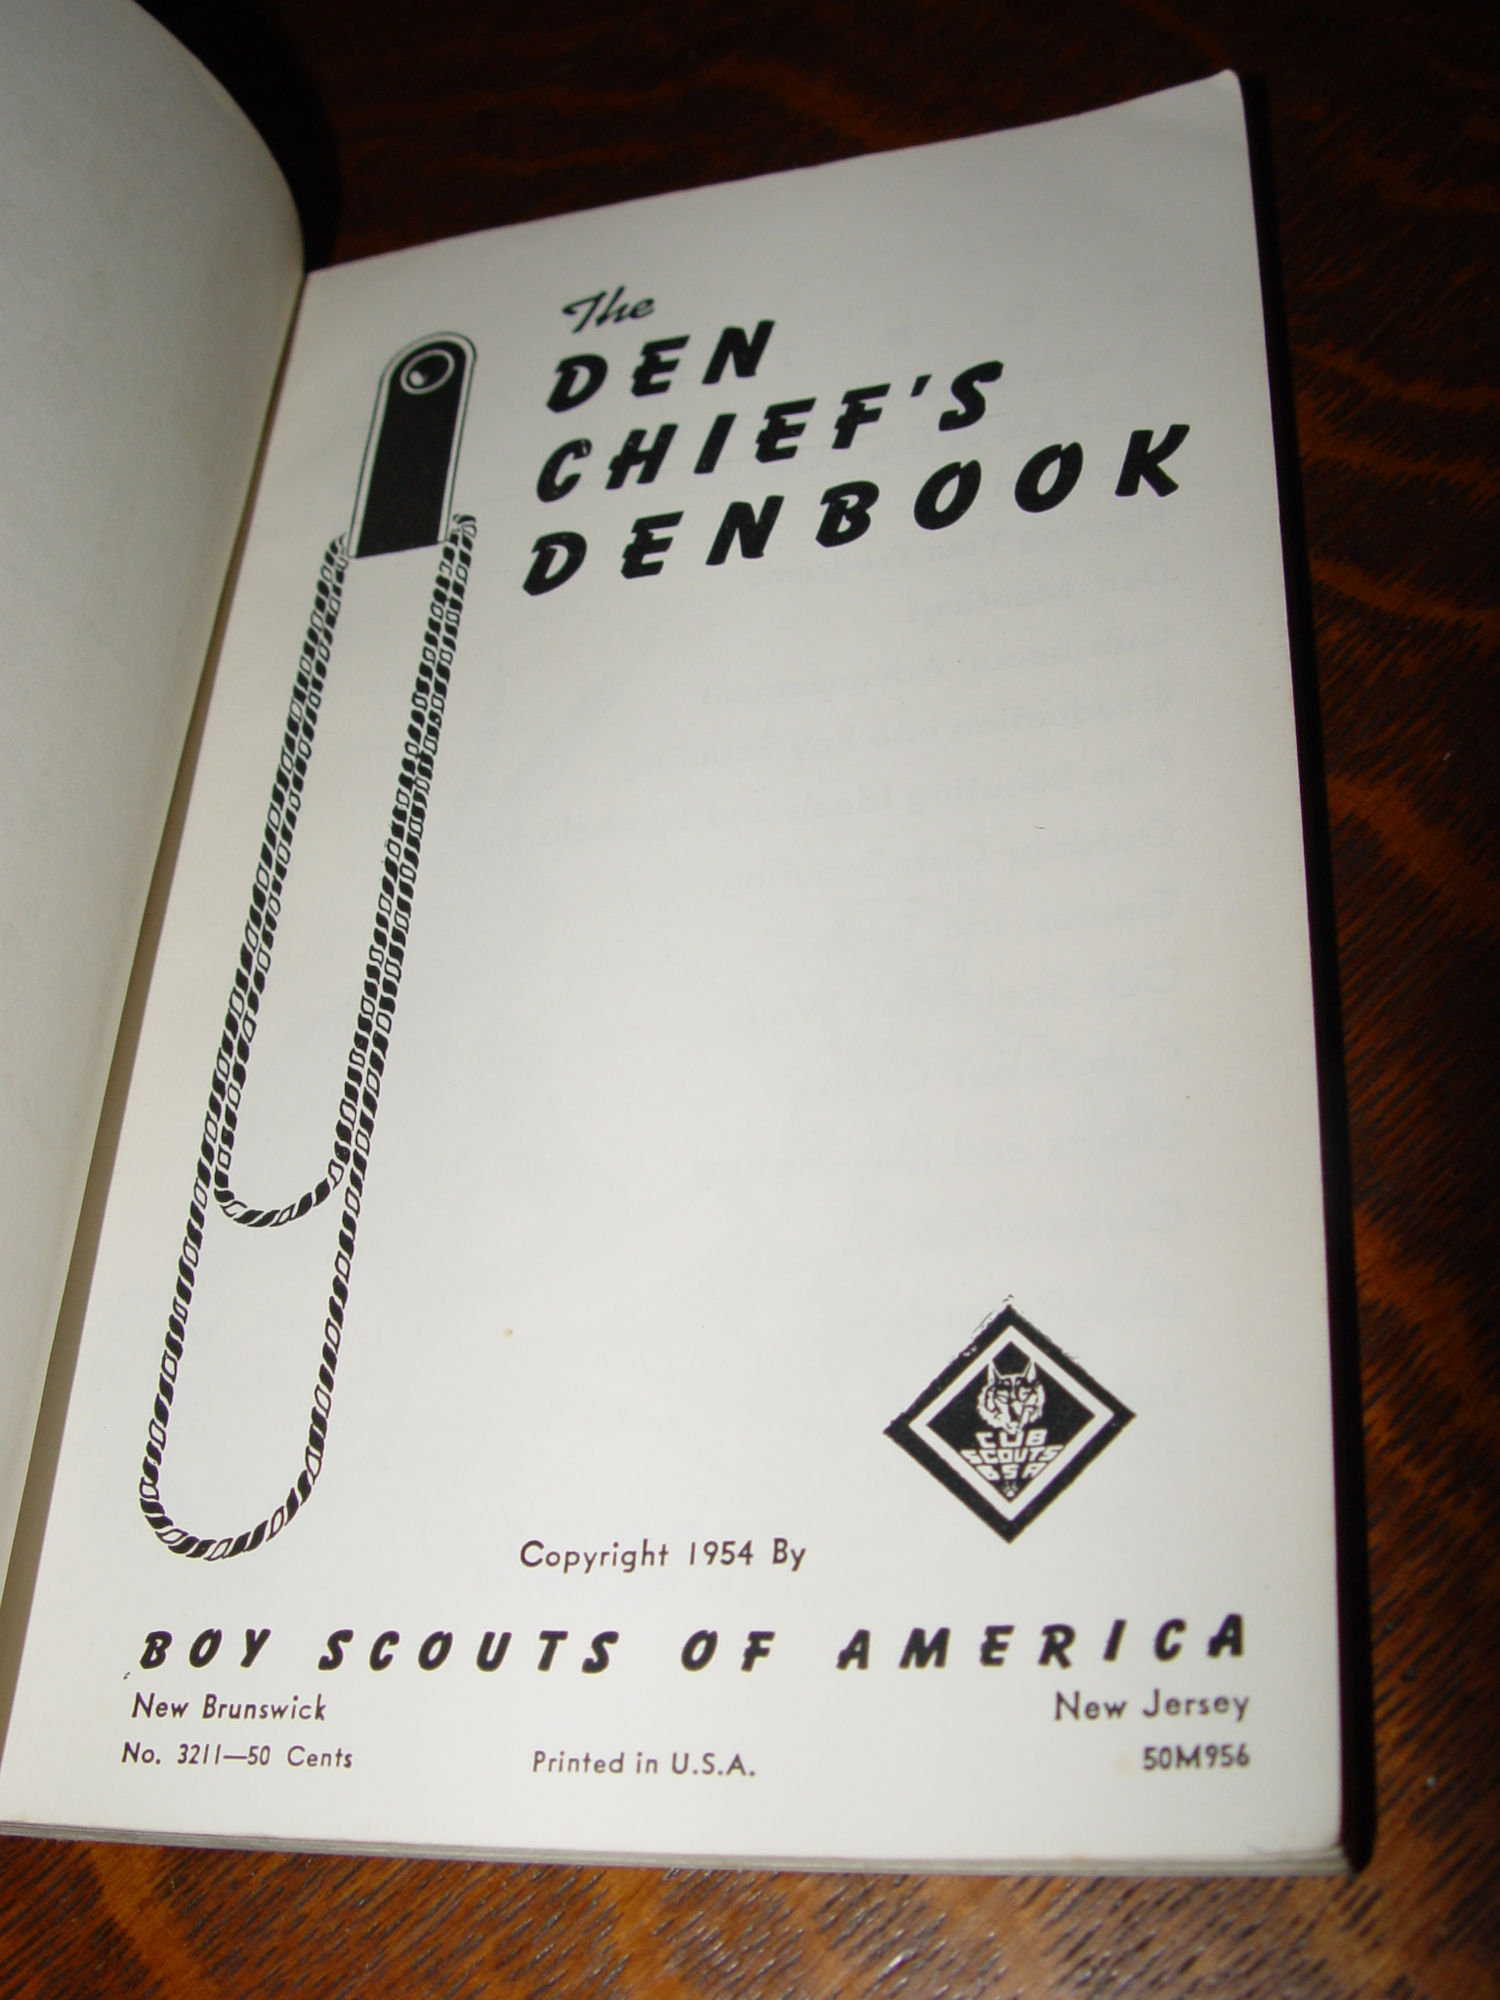 The
DEN
CHIEF'S
DENBOOK
CUB
SCOUTS
BSA
Copyright 1954 By
BOY SCOUTS OF AMERICA
New Brunswick New Jersey
No. 3211—50 Cents Printed in U.S.A. 50M956